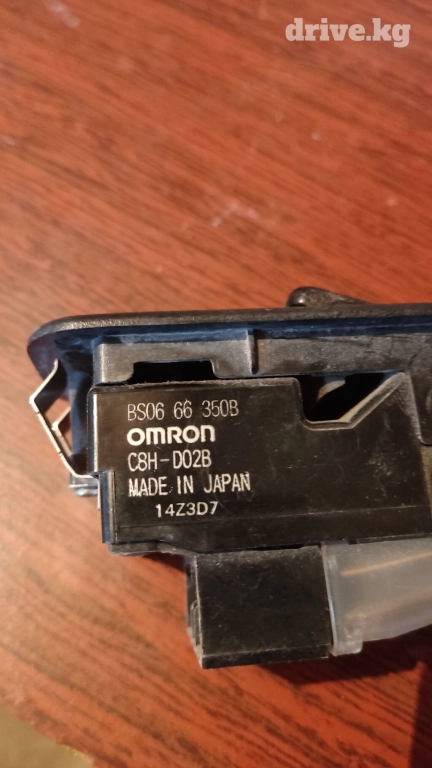 drive.kg
BS06 66 350B
OMRON
C8H-D02B
MADE IN JAPAN
14Z3D7